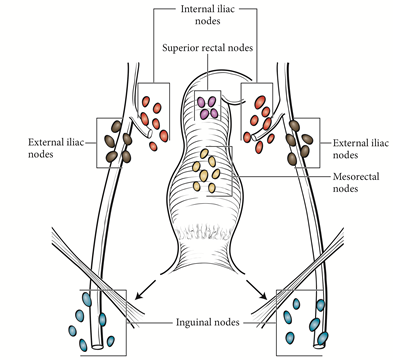 Internal iliac
nodes
Superior rectal nodes
External iliac
nodes
External iliac
nodes
Mesorectal
nodes
Inguinal nodes